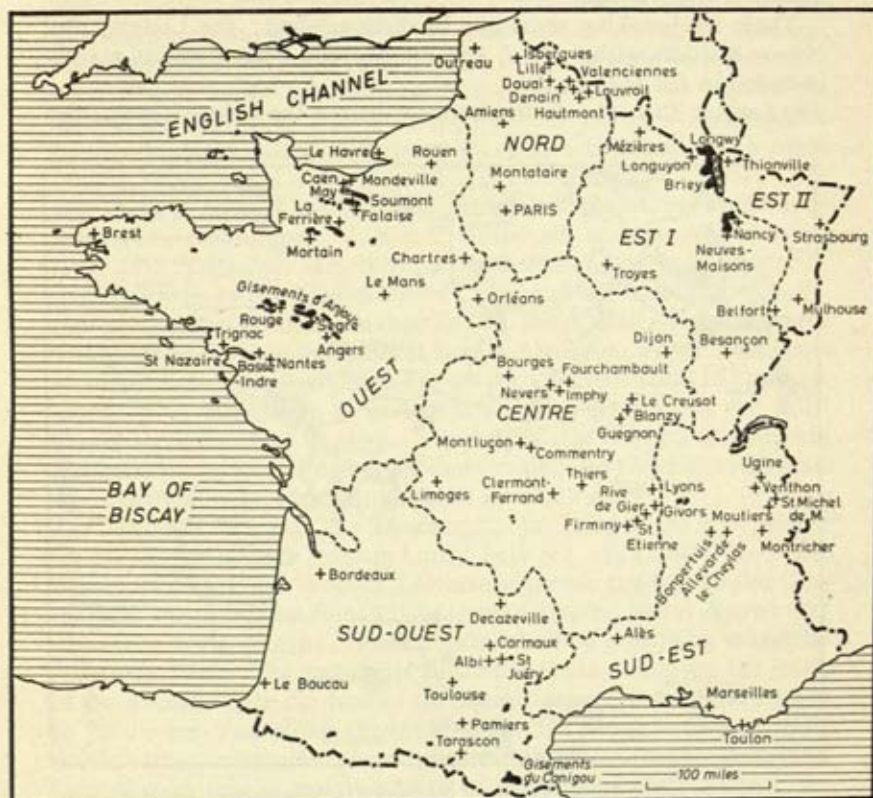 Outreau
Isbergues
Lille
Valenciennes
Douai
Denain
Louvroil
Hautmont
ENGLISH CHANNEL
Amiens
NORD
Mézières
Longwy
Longuyon
Thionville
Briey
EST II
Le Havre
Rouen
Caen
Mondeville
May
Soumont
La
Ferrière
Falaise
Mortain
Montataire
PARIS
EST I
Nancy
Neuves-
Maisons
Strasbourg
Brest
Chartres
Troyes
Le Mans
Orléans
Gisements d'Anjou
Rouge
Segré
Trignac
Angers
St Nazaire
Basse
-Indre
Nantes
OUEST
Belfort
Mulhouse
Dijon
Besançon
Bourges
Fourchambault
Nevers
Imphy
Le Creusot
Blanzy
Guegnon
CENTRE
Montluçon
Commentry
BAY OF
BISCAY
Limoges
Clermont-
Ferrand
Thiers
Rive
de Gier
Lyons
Givors
Firminy
St
Etienne
Ugine
Venthon
St Michel
de M.
Moutiers
Montricher
Bonpertuis
Allevarde
le Cheylas
Bordeaux
Decazeville
SUD-OUEST
Carmaux
Albi
St
Juéry
Alès
SUD-EST
Le Boucau
Toulouse
Marseilles
Pamiers
Toulon
Tarascon
Gisements
du Canigou
100 miles